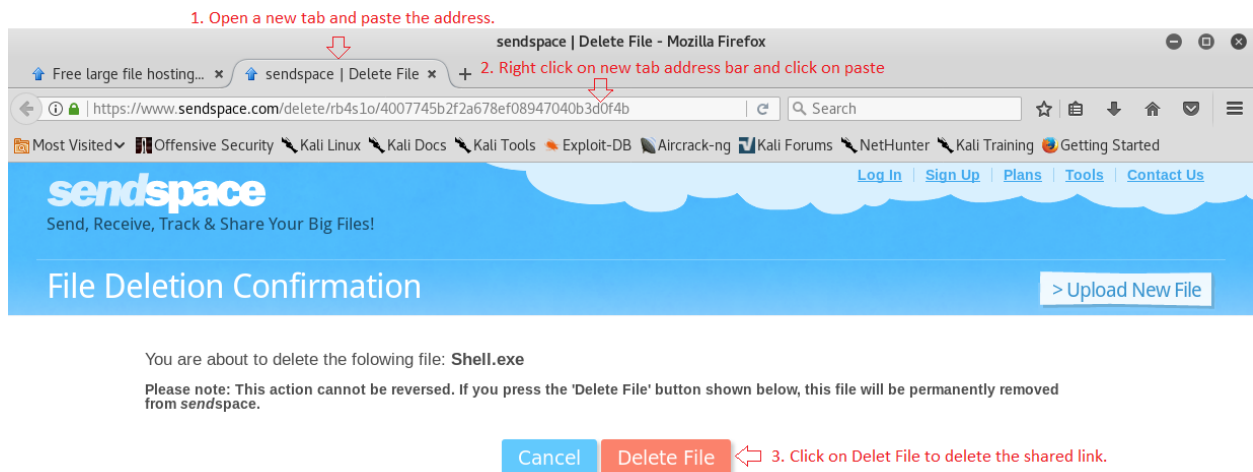 1. Open a new tab and paste the address.
sendspace | Delete File - Mozilla Firefox
Free large file hosting... × sendspace | Delete File × + 2. Right click on new tab address bar and click on paste
https://www.sendspace.com/delete/rb4s1o/4007745b2f2a678ef08947040b3d0f4b Search
Most Visited Offensive Security Kali Linux Kali Docs Kali Tools Exploit-DB Aircrack-ng Kali Forums NetHunter Kali Training Getting Started
sendspace Log In | Sign Up | Plans | Tools | Contact Us
Send, Receive, Track & Share Your Big Files!
File Deletion Confirmation > Upload New File
You are about to delete the folowing file: Shell.exe
Please note: This action cannot be reversed. If you press the 'Delete File' button shown below, this file will be permanently removed
from sendspace.
Cancel Delete File 3. Click on Delet File to delete the shared link.